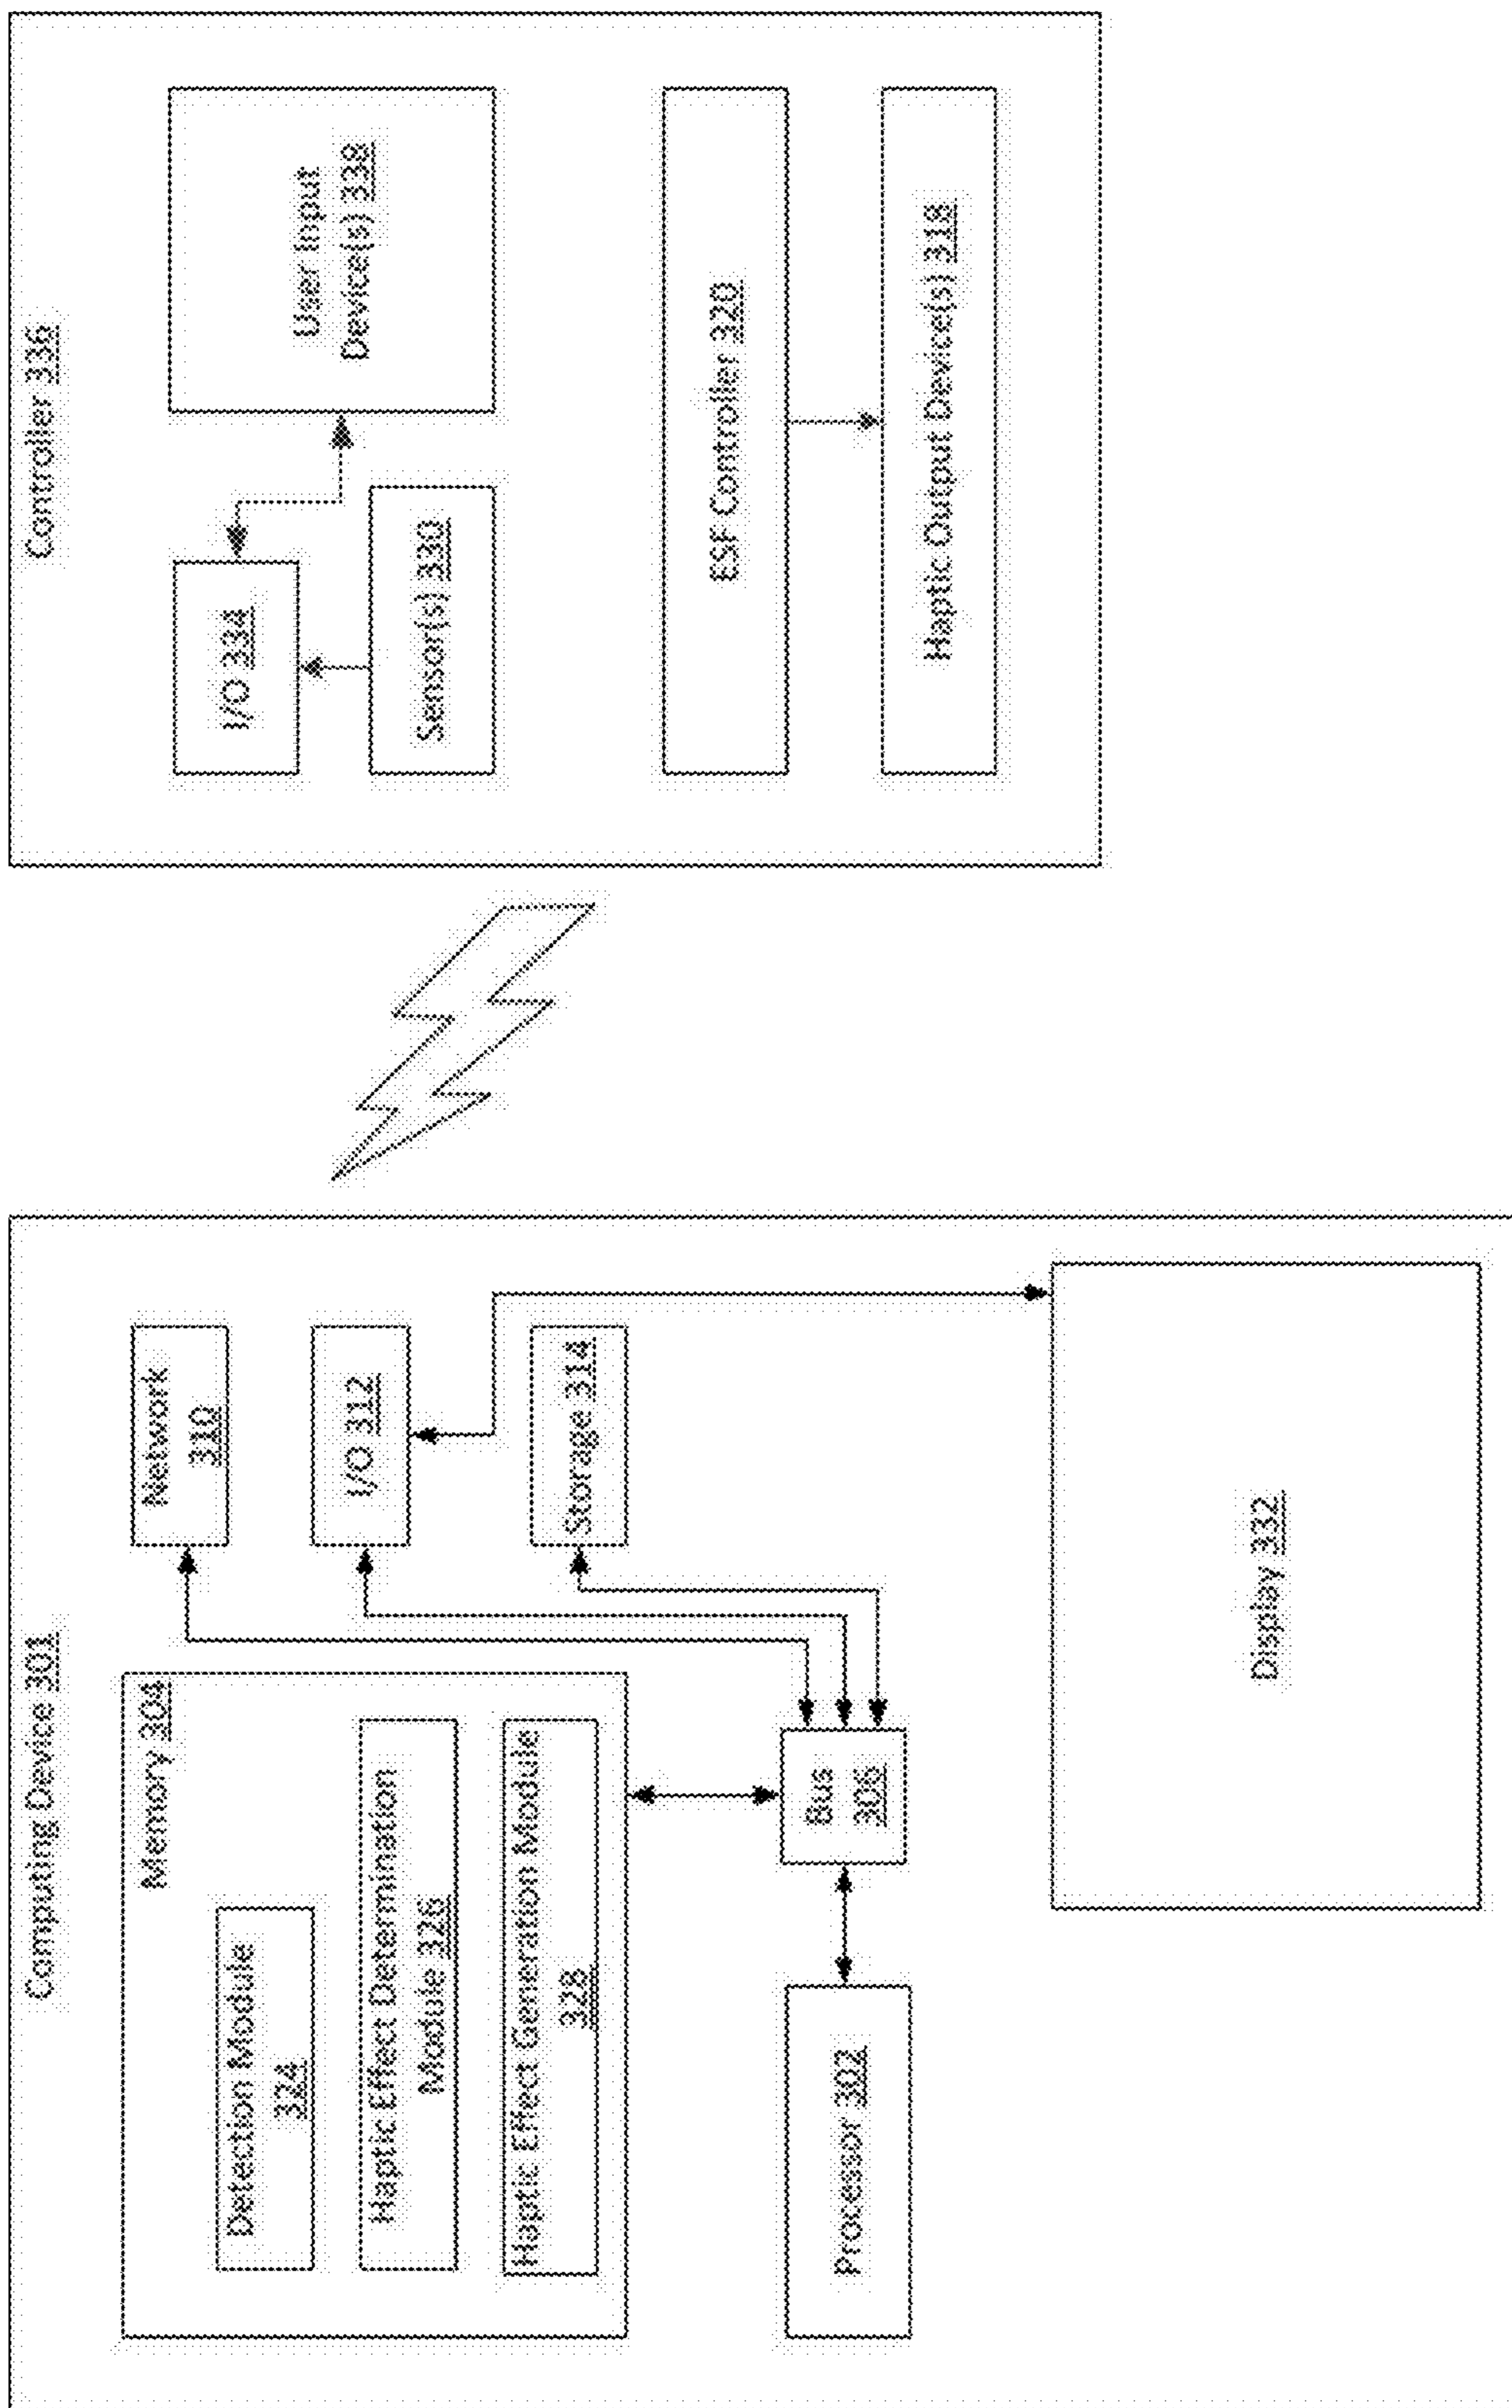 Computing Device 301
Memory 304
Detection Module
324
Haptic Effect Determination
Module 326
Haptic Effect Generation Module
328
Network
310
I/O 312
Storage 314
Bus
306
Processor 302
Display 332
Controller 336
I/O 334
User Input
Device(s) 338
Sensor(s) 330
ESF Controller 320
Haptic Output Device(s) 318